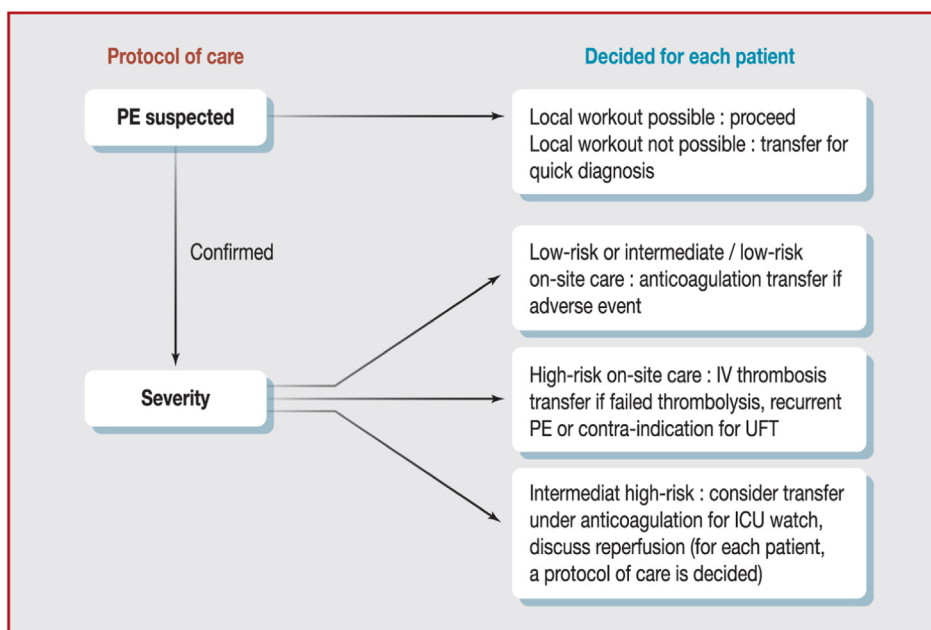 Protocol of care
Decided for each patient
PE suspected
Local workout possible : proceed
Local workout not possible : transfer for
quick diagnosis
Confirmed
Low-risk or intermediate / low-risk
on-site care : anticoagulation transfer if
adverse event
Severity
High-risk on-site care : IV thrombosis
transfer if failed thrombolysis, recurrent
PE or contra-indication for UFT
Intermediat high-risk : consider transfer
under anticoagulation for ICU watch,
discuss reperfusion (for each patient,
a protocol of care is decided)